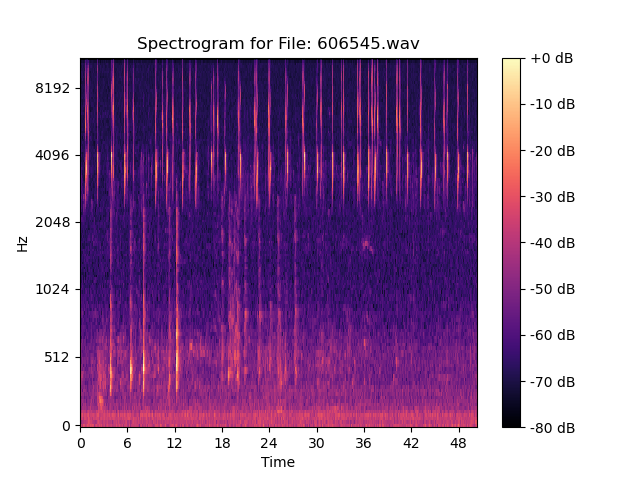 Spectrogram for File: 606545.wav
Hz
8192
4096
2048
1024
512
0
0 6 12 18 24 30 36 42 48
Time
+0 dB
-10 dB
-20 dB
-30 dB
-40 dB
-50 dB
-60 dB
-70 dB
-80 dB